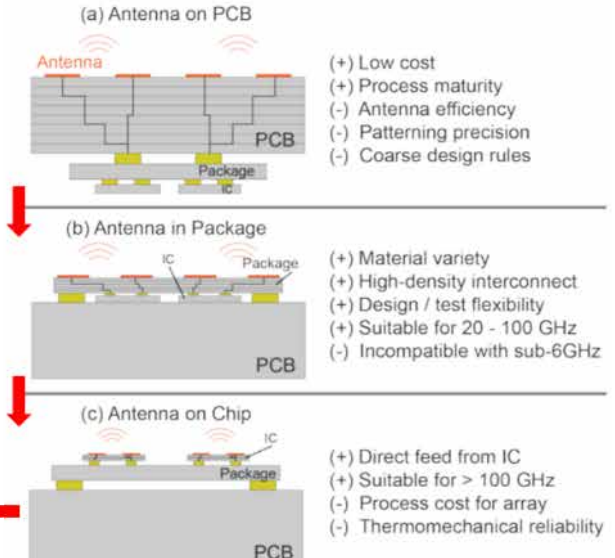 (a) Antenna on PCB
Antenna
PCB
Package
IC
(+) Low cost
(+) Process maturity
(-) Antenna efficiency
(-) Patterning precision
(-) Coarse design rules
(b) Antenna in Package
IC
Package
PCB
(+) Material variety
(+) High-density interconnect
(+) Design / test flexibility
(+) Suitable for 20 - 100 GHz
(-) Incompatible with sub-6GHz
(c) Antenna on Chip
IC
Package
PCB
(+) Direct feed from IC
(+) Suitable for > 100 GHz
(-) Process cost for array
(-) Thermomechanical reliability